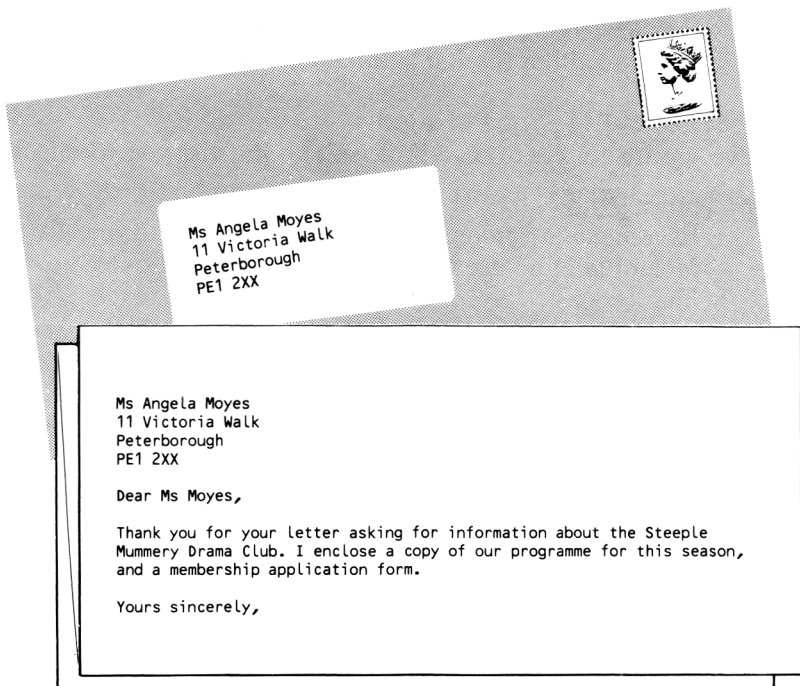 Ms Angela Moyes
11 Victoria Walk
Peterborough
PE1 2XX
Ms Angela Moyes
11 Victoria Walk
Peterborough
PE1 2XX
Dear Ms Moyes,
Thank you for your letter asking for information about the Steeple
Mummery Drama Club. I enclose a copy of our programme for this season,
and a membership application form.
Yours sincerely,